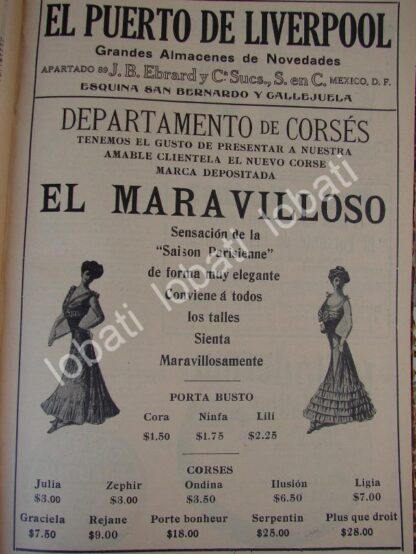 EL PUERTO DE LIVERPOOL
Grandes Almacenes de Novedades
APARTADO 89 J. B. Ebrard y Cª Sucs., S. en C. MEXICO, D. F.
ESQUINA SAN BERNARDO Y CALLEJUELA
DEPARTAMENTO DE CORSÉS
TENEMOS EL GUSTO DE PRESENTAR A NUESTRA
AMABLE CLIENTELA EL NUEVO CORSE
MARCA DEPOSITADA
EL MARAVILLOSO
Sensación de la
"Saison Parisienne"
de forma muy elegante
Conviene á todos
los talles
Sienta
Maravillosamente
lobati lobati lobati
PORTA BUSTO
Cora Ninfa Lilí
$1.50 $1.75 $2.25
CORSES
Julia Zephir Ondina Ilusión Ligia
$3.00 $3.00 $3.50 $6.50 $7.00
Graciela Rejane Porte bonheur Serpentin Plus que droit
$7.50 $9.00 $18.00 $25.00 $28.00